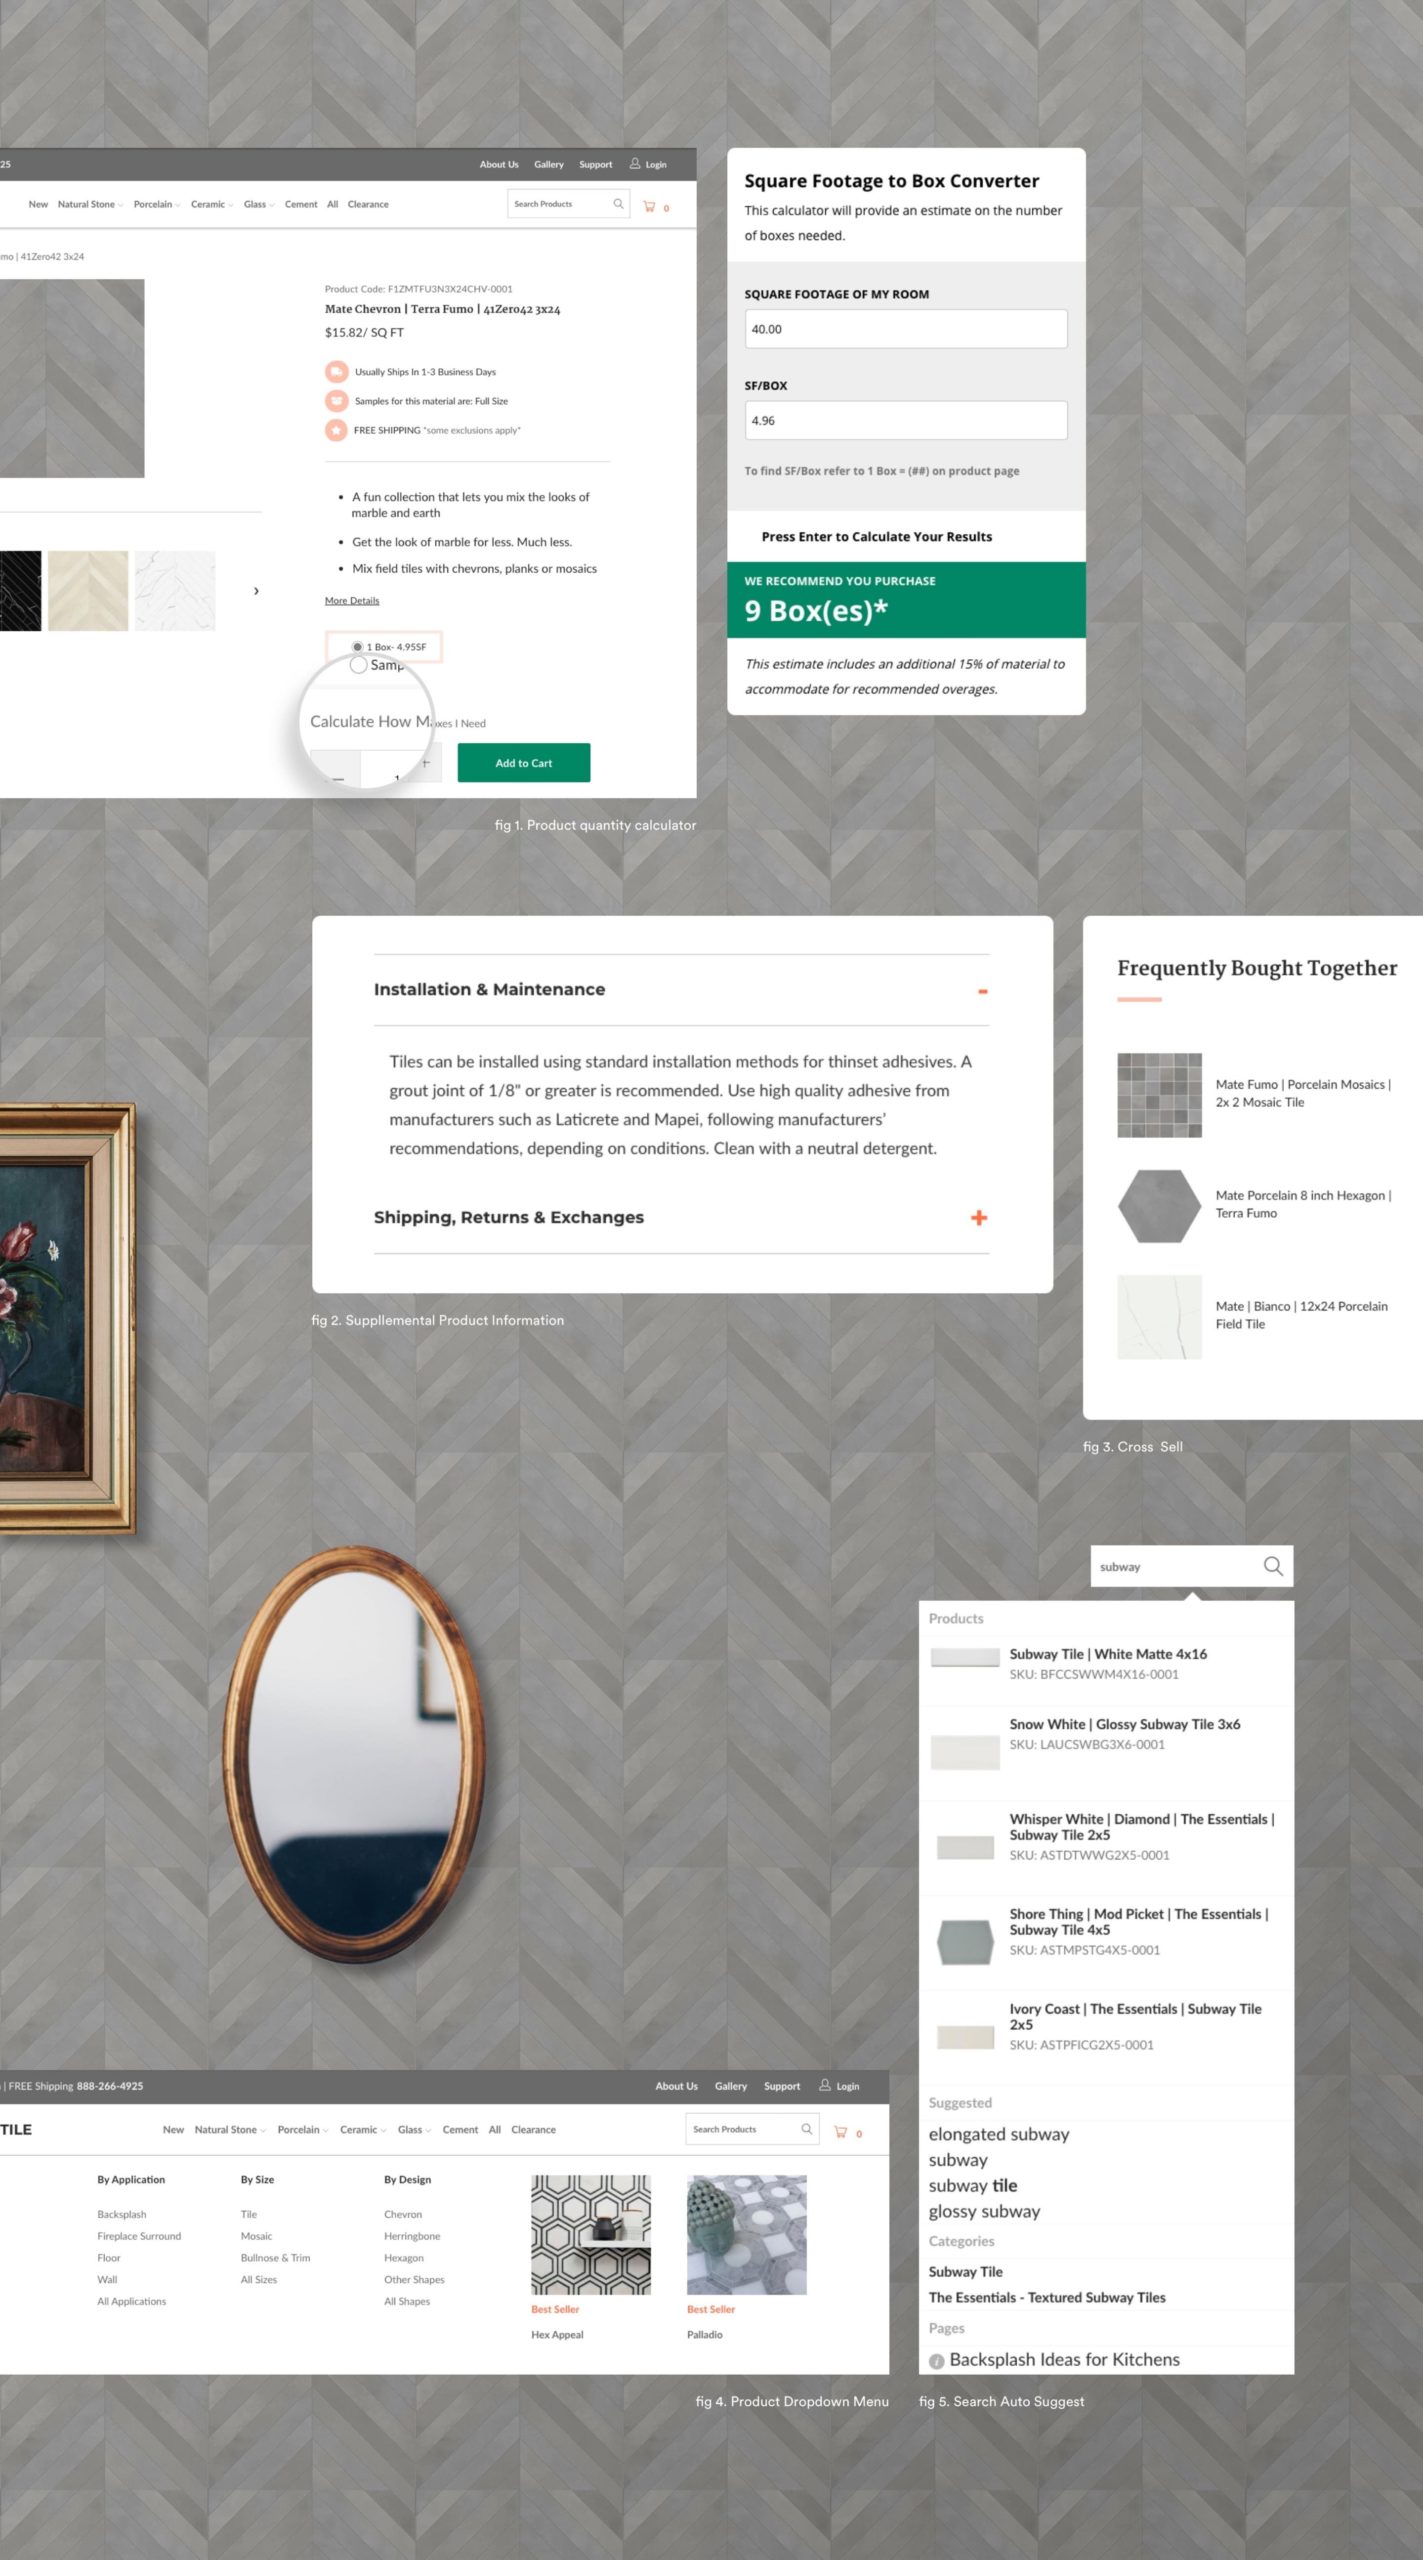 25
About Us Gallery Support Login
New Natural Stone Porcelain Ceramic Glass Cement All Clearance
Search Products
0
mo | 41Zero42 3x24
Product Code: F1ZMTFU3N3X24CHV-0001
Mate Chevron | Terra Fumo | 41Zero42 3x24
$15.82/ SQ FT
Usually Ships In 1-3 Business Days
Samples for this material are: Full Size
FREE SHIPPING *some exclusions apply*
• A fun collection that lets you mix the looks of
marble and earth
• Get the look of marble for less. Much less.
• Mix field tiles with chevrons, planks or mosaics
More Details
1 Box- 4.95SF
Samp
Calculate How M
oxes I Need
1
Add to Cart
fig 1. Product quantity calculator
Square Footage to Box Converter
This calculator will provide an estimate on the number
of boxes needed.
SQUARE FOOTAGE OF MY ROOM
40.00
SF/BOX
4.96
To find SF/Box refer to 1 Box = (##) on product page
Press Enter to Calculate Your Results
WE RECOMMEND YOU PURCHASE
9 Box(es)*
This estimate includes an additional 15% of material to
accommodate for recommended overages.
Installation & Maintenance
Tiles can be installed using standard installation methods for thinset adhesives. A
grout joint of 1/8" or greater is recommended. Use high quality adhesive from
manufacturers such as Laticrete and Mapei, following manufacturers'
recommendations, depending on conditions. Clean with a neutral detergent.
Shipping, Returns & Exchanges
fig 2. Suppllemental Product Information
Frequently Bought Together
Mate Fumo | Porcelain Mosaics |
2x 2 Mosaic Tile
Mate Porcelain 8 inch Hexagon |
Terra Fumo
Mate | Bianco | 12x24 Porcelain
Field Tile
fig 3. Cross Sell
subway
Products
Subway Tile | White Matte 4x16
SKU: BFCCSWWM4X16-0001
Snow White | Glossy Subway Tile 3x6
SKU: LAUCSWBG3X6-0001
Whisper White | Diamond | The Essentials |
Subway Tile 2x5
SKU: ASTDTWWG2X5-0001
Shore Thing | Mod Picket | The Essentials |
Subway Tile 4x5
SKU: ASTMPSTG4X5-0001
Ivory Coast | The Essentials | Subway Tile
2x5
SKU: ASTPFICG2X5-0001
Suggested
elongated subway
subway
subway tile
glossy subway
Categories
Subway Tile
The Essentials - Textured Subway Tiles
Pages
Backsplash Ideas for Kitchens
fig 5. Search Auto Suggest
| FREE Shipping 888-266-4925
About Us Gallery Support Login
TILE
New Natural Stone Porcelain Ceramic Glass Cement All Clearance
Search Products
0
By Application
Backsplash
Fireplace Surround
Floor
Wall
All Applications
By Size
Tile
Mosaic
Bullnose & Trim
All Sizes
By Design
Chevron
Herringbone
Hexagon
Other Shapes
All Shapes
Best Seller
Hex Appeal
Best Seller
Palladio
fig 4. Product Dropdown Menu